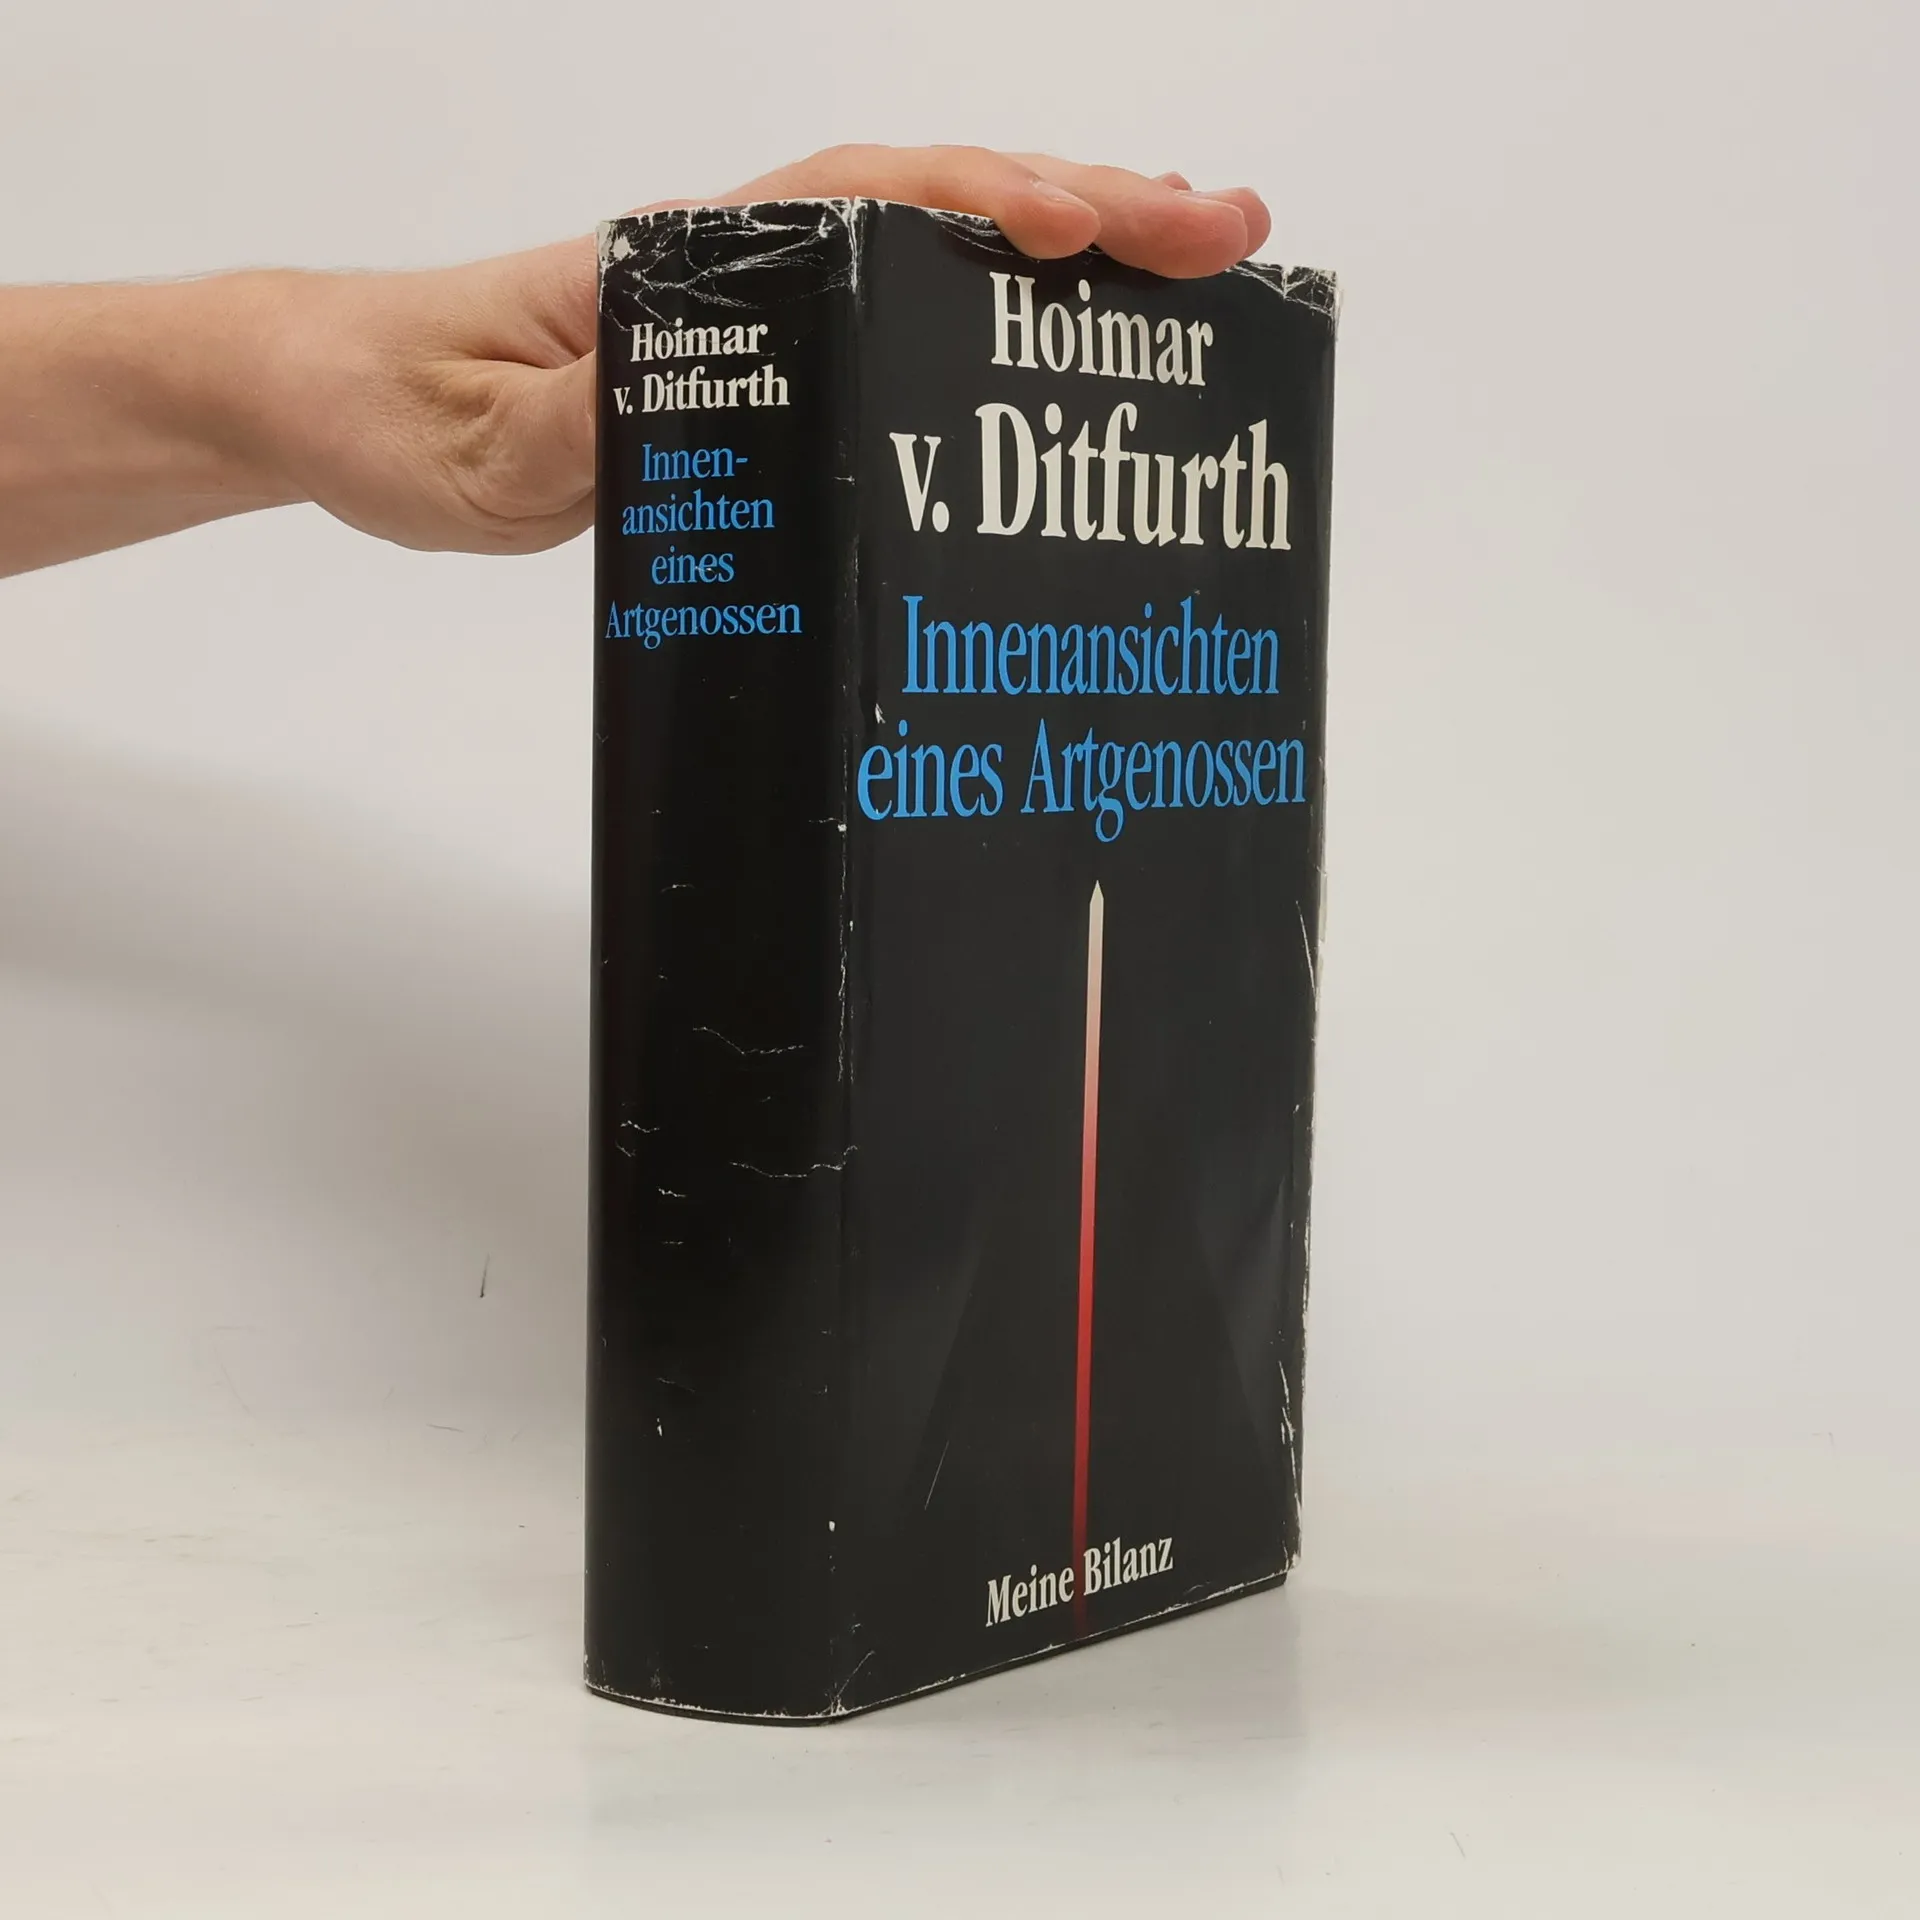 Hoimar
v. Ditfurth
Innen-
ansichten
eines
Artgenossen
Hoimar
v. Ditfurth
Innenansichten
eines Artgenossen
Meine Bilanz